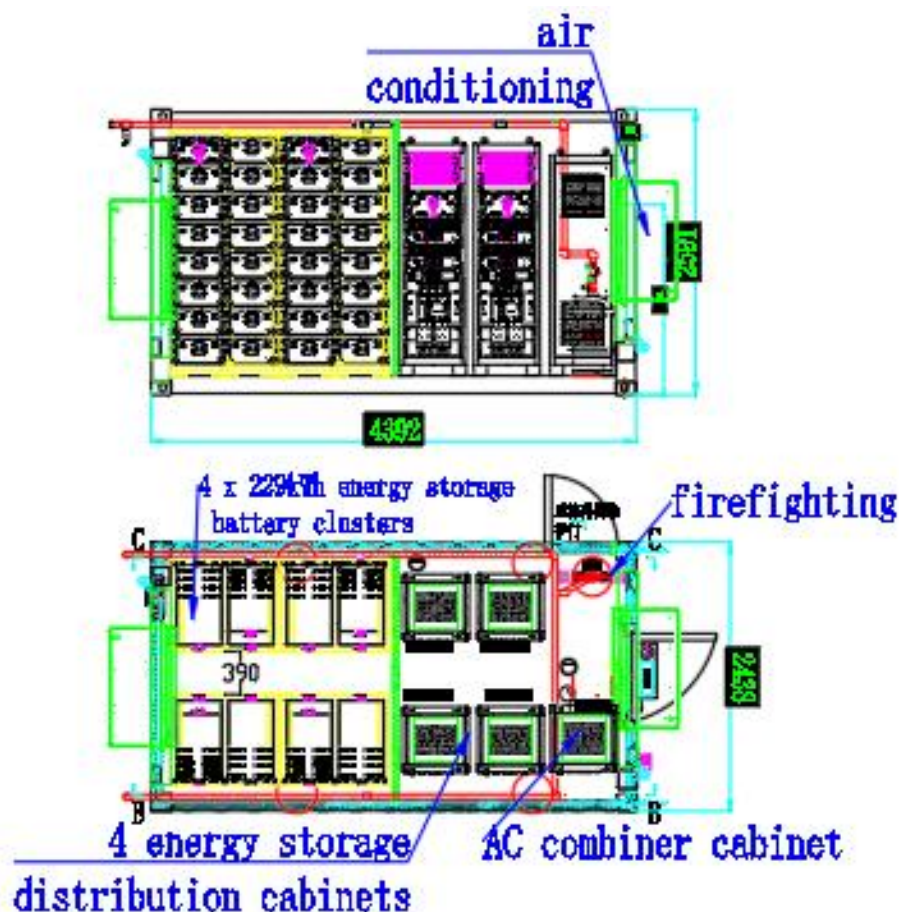 air
conditioning
4392
4 x 229kWh energy storage
battery clusters
firefighting
C
C
390
2438
B
B
4 energy storage
distribution cabinets
AC combiner cabinet